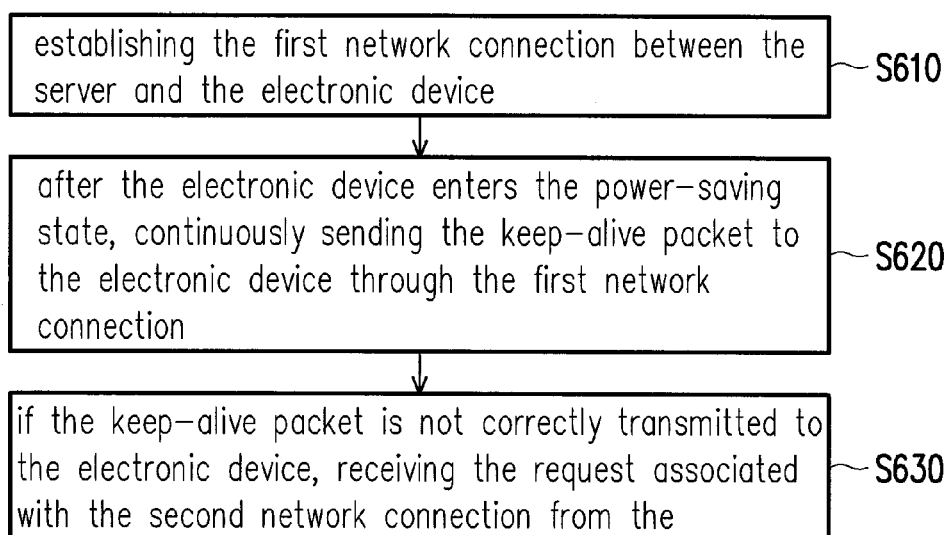 establishing the first network connection between the
server and the electronic device
S610
after the electronic device enters the power-saving
state, continuously sending the keep-alive packet to
the electronic device through the first network
connection
S620
if the keep-alive packet is not correctly transmitted to
the electronic device, receiving the request associated
with the second network connection from the
S630